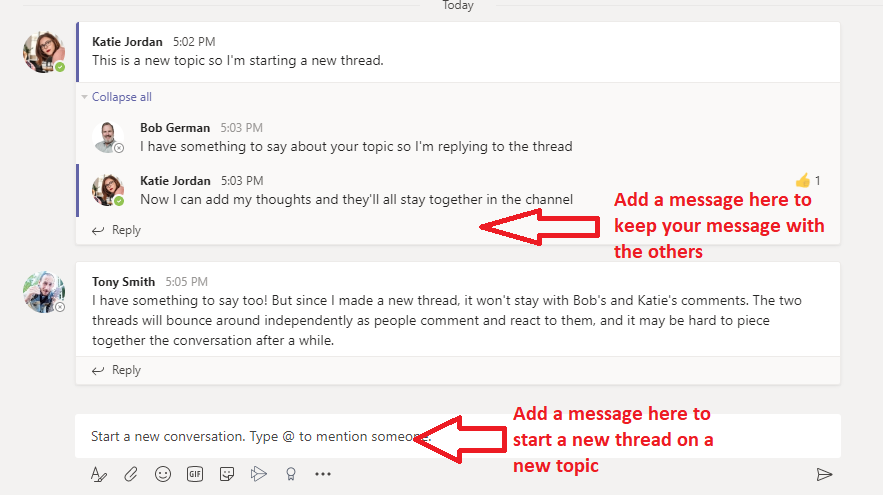 Today
Katie Jordan 5:02 PM
This is a new topic so I'm starting a new thread.
Collapse all
Bob German 5:03 PM
I have something to say about your topic so I'm replying to the thread
Katie Jordan 5:03 PM
1
Now I can add my thoughts and they'll all stay together in the channel
Add a message here to
keep your message with
the others
Reply
Tony Smith 5:05 PM
I have something to say too! But since I made a new thread, it won't stay with Bob's and Katie's comments. The two
threads will bounce around independently as people comment and react to them, and it may be hard to piece
together the conversation after a while.
Reply
Start a new conversation. Type @ to mention someone.
Add a message here to
start a new thread on a
new topic
GIF